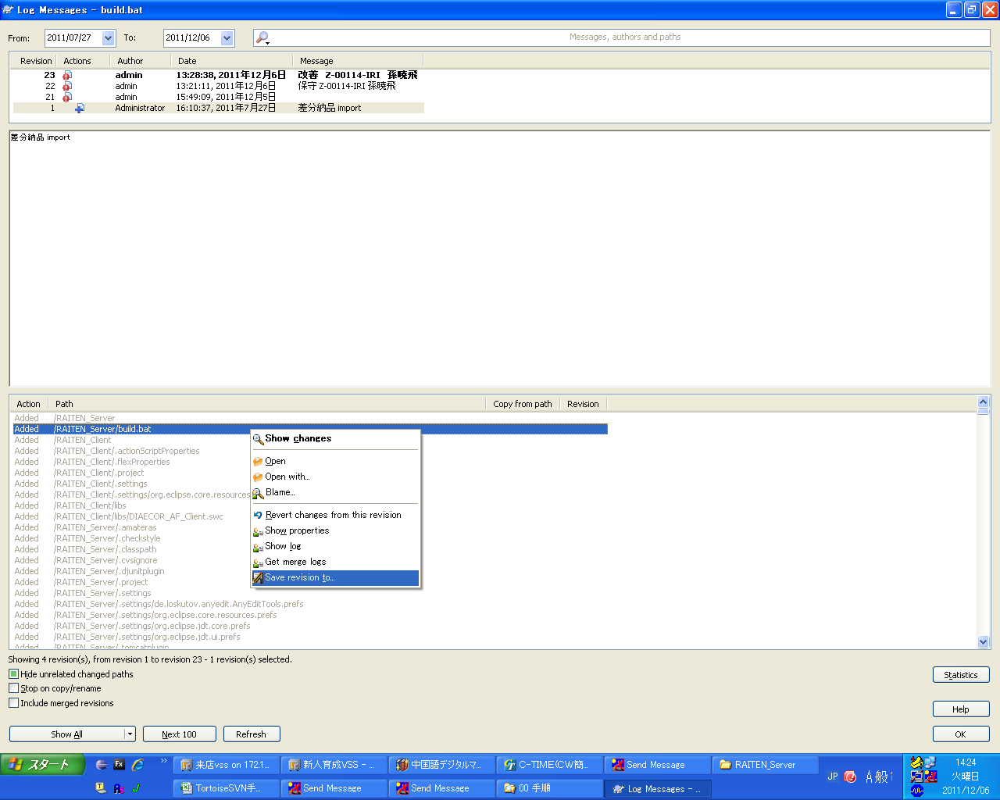 Log Messages - build.bat
From: 2011/07/27 To: 2011/12/06 Messages, authors and paths
Revision Actions Author Date Message
23 admin 13:28:38, 2011年12月6日 改善 Z-00114-IRI 孫暁飛
22 admin 13:21:11, 2011年12月6日 保守 Z-00114-IRI 孫暁飛
21 admin 15:49:09, 2011年12月5日
1 Administrator 16:10:37, 2011年7月27日 差分納品 import
差分納品 import
Action Path Copy from path Revision
Added /RAITEN_Server
Added /RAITEN_Server/build.bat
Added /RAITEN_Client
Added /RAITEN_Client/.actionScriptProperties
Added /RAITEN_Client/.flexProperties
Added /RAITEN_Client/.project
Added /RAITEN_Client/.settings
Added /RAITEN_Client/.settings/org.eclipse.core.resources
Added /RAITEN_Client/libs
Added /RAITEN_Client/libs/DIAECOR_AF_Client.swc
Added /RAITEN_Server/.amateras
Added /RAITEN_Server/.checkstyle
Added /RAITEN_Server/.classpath
Added /RAITEN_Server/.cvsignore
Added /RAITEN_Server/.djunitplugin
Added /RAITEN_Server/.project
Added /RAITEN_Server/.settings
Added /RAITEN_Server/.settings/de.loskutov.anyedit.AnyEditTools.prefs
Added /RAITEN_Server/.settings/org.eclipse.core.resources.prefs
Added /RAITEN_Server/.settings/org.eclipse.jdt.core.prefs
Added /RAITEN_Server/.settings/org.eclipse.jdt.ui.prefs
Added /RAITEN_Server/.tomcatplugin
Show changes
Open
Open with...
Blame...
Revert changes from this revision
Show properties
Show log
Get merge logs
Save revision to...
Showing 4 revision(s), from revision 1 to revision 23 - 1 revision(s) selected.
Hide unrelated changed paths
Stop on copy/rename
Include merged revisions
Statistics
Help
OK
Show All Next 100 Refresh
スタート Fx » 来店vss on 172.1... 新人育成VSS - ... 中国語デジタルマ... C-TIME(CW簡... Send Message RAITEN_Server
TortoiseSVN手... Send Message Send Message 00 手順 Log Messages - ...
JP A 般
14:24
火曜日
2011/12/06